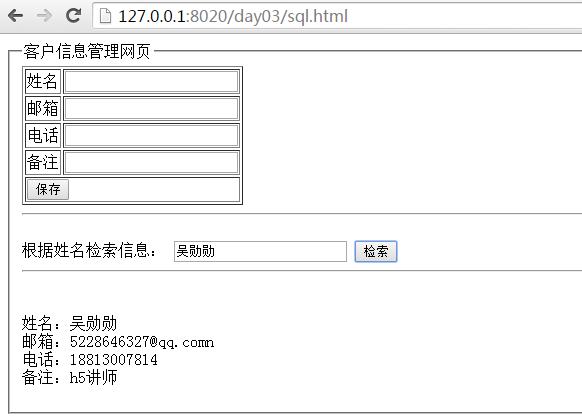 127.0.0.1:8020/day03/sql.html
客户信息管理网页
姓名
邮箱
电话
备注
保存
根据姓名检索信息： 吴勋勋 检索
姓名：吴勋勋
邮箱：5228646327@qq.comn
电话：18813007814
备注：h5讲师